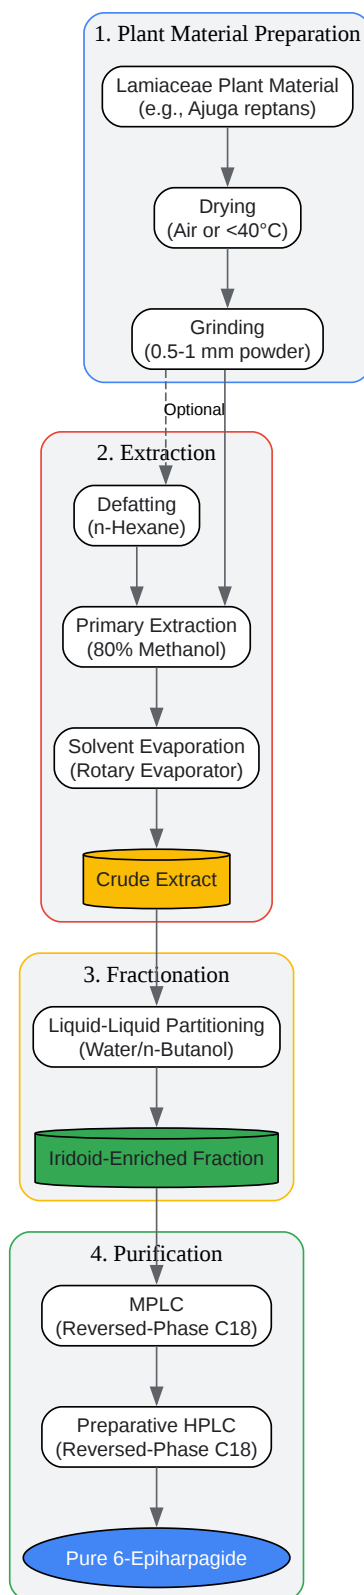 1. Plant Material Preparation
Lamiaceae Plant Material
(e.g., Ajuga reptans)
Drying
(Air or <40°C)
Grinding
(0.5-1 mm powder)
Optional
2. Extraction
Defatting
(n-Hexane)
Primary Extraction
(80% Methanol)
Solvent Evaporation
(Rotary Evaporator)
Crude Extract
3. Fractionation
Liquid-Liquid Partitioning
(Water/n-Butanol)
Iridoid-Enriched Fraction
4. Purification
MPLC
(Reversed-Phase C18)
Preparative HPLC
(Reversed-Phase C18)
Pure 6-Epiharpagide